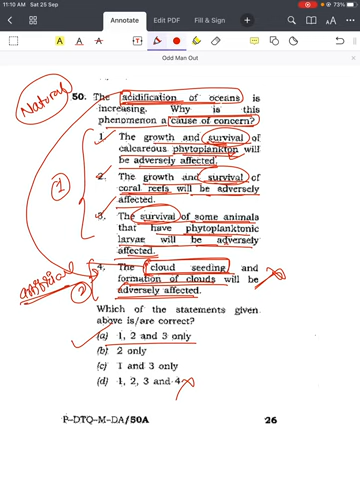 11:10 AM Sat 25 Sep
73%
Annotate
Edit
Fill & Sign
Odd Man Out
Natural
50. The acidification of oceans is
increasing. Why is this
phenomenon a cause of concern?
1. The growth and survival of
calcareous phytoplankton will
be adversely affected.
2. The growth and survival of
coral reefs will be adversely
affected.
3. The survival of some animals
that have phytoplanktonic
larvae will be adversely
affected.
4. The cloud seeding and
formation of clouds will be
adversely affected.
1
artificial
2
Which of the statements given
above is/are correct?
(a) 1, 2 and 3 only
(b) 2 only
(c) 1 and 3 only
(d) 1, 2, 3 and 4
P-DTQ-M-DA/50A
26